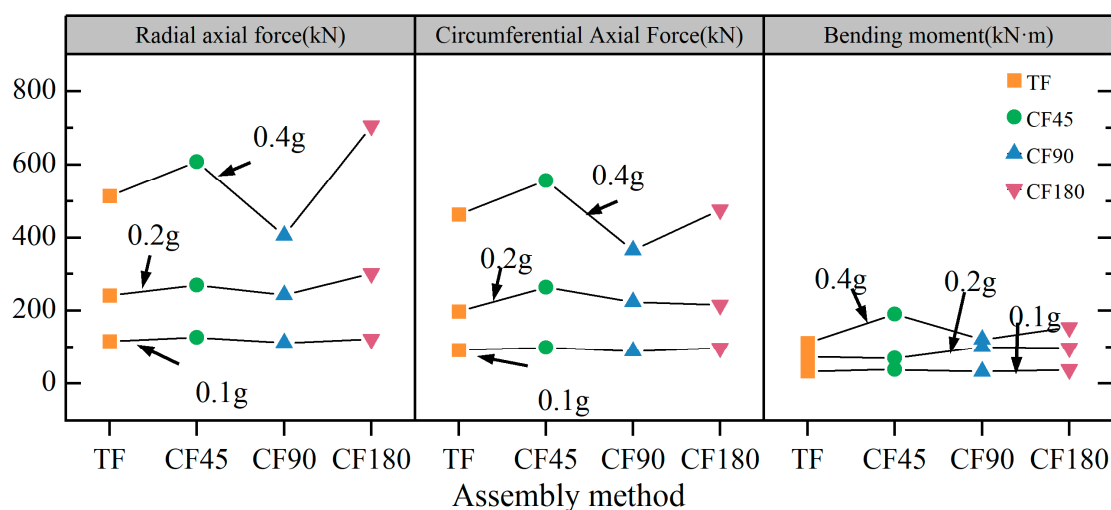 Radial axial force(kN)
Circumferential Axial Force(kN)
Bending moment(kN·m)
800
600
400
200
0
0.4g
0.2g
0.1g
0.4g
0.2g
0.1g
0.4g
0.2g
0.1g
TF
CF45
CF90
CF180
TF CF45 CF90 CF180
TF CF45 CF90 CF180
TF CF45 CF90 CF180
Assembly method